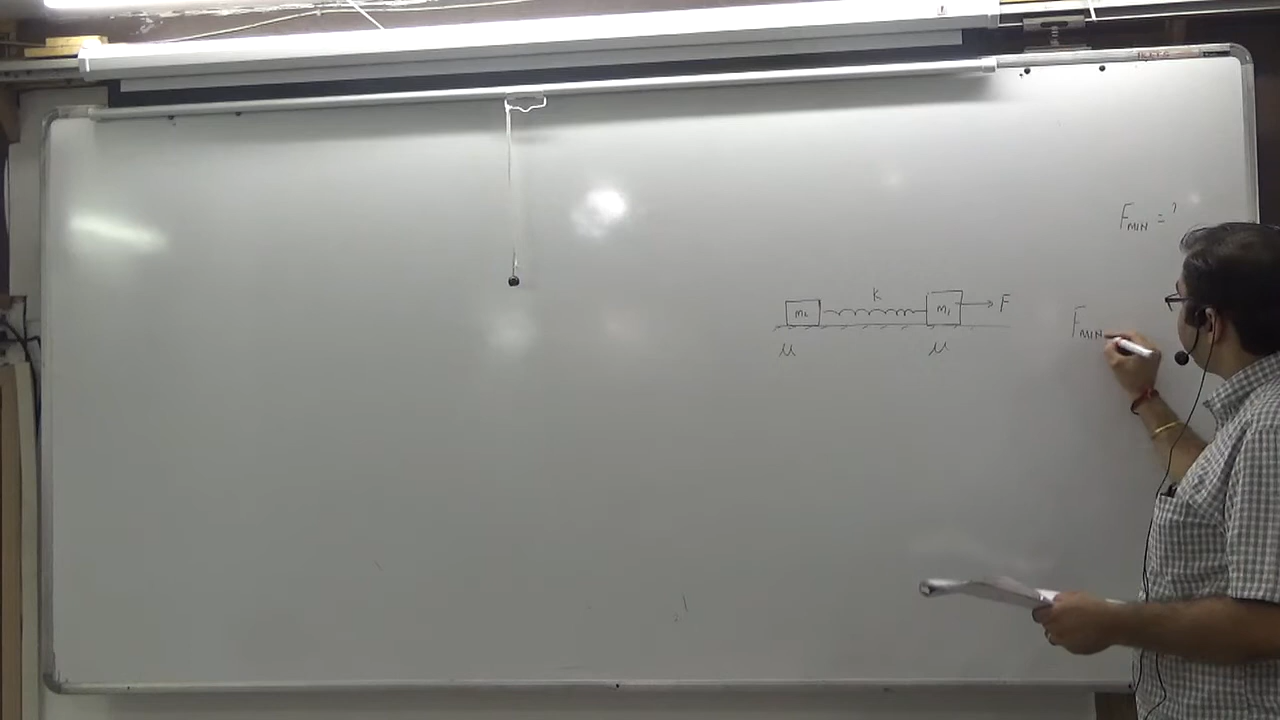 F_MIN = ?
K
m₂ m₁ → F
F_MIN
μ μ